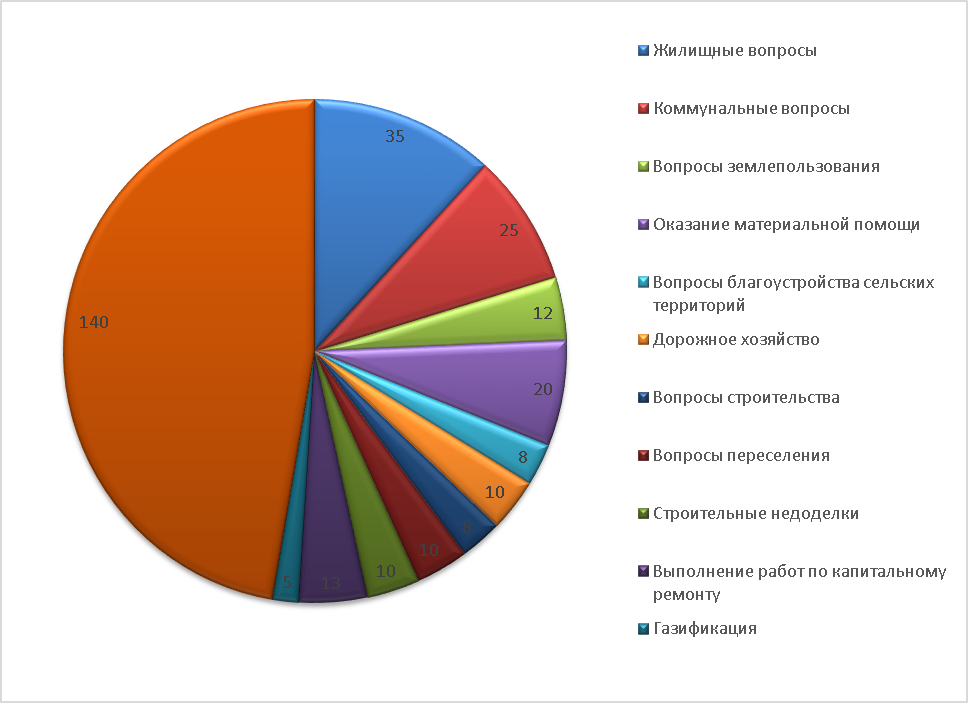 35
25
12
20
8
10
8
10
10
13
5
140
Жилищные вопросы
Коммунальные вопросы
Вопросы землепользования
Оказание материальной помощи
Вопросы благоустройства сельских
территорий
Дорожное хозяйство
Вопросы строительства
Вопросы переселения
Строительные недоделки
Выполнение работ по капитальному
ремонту
Газификация